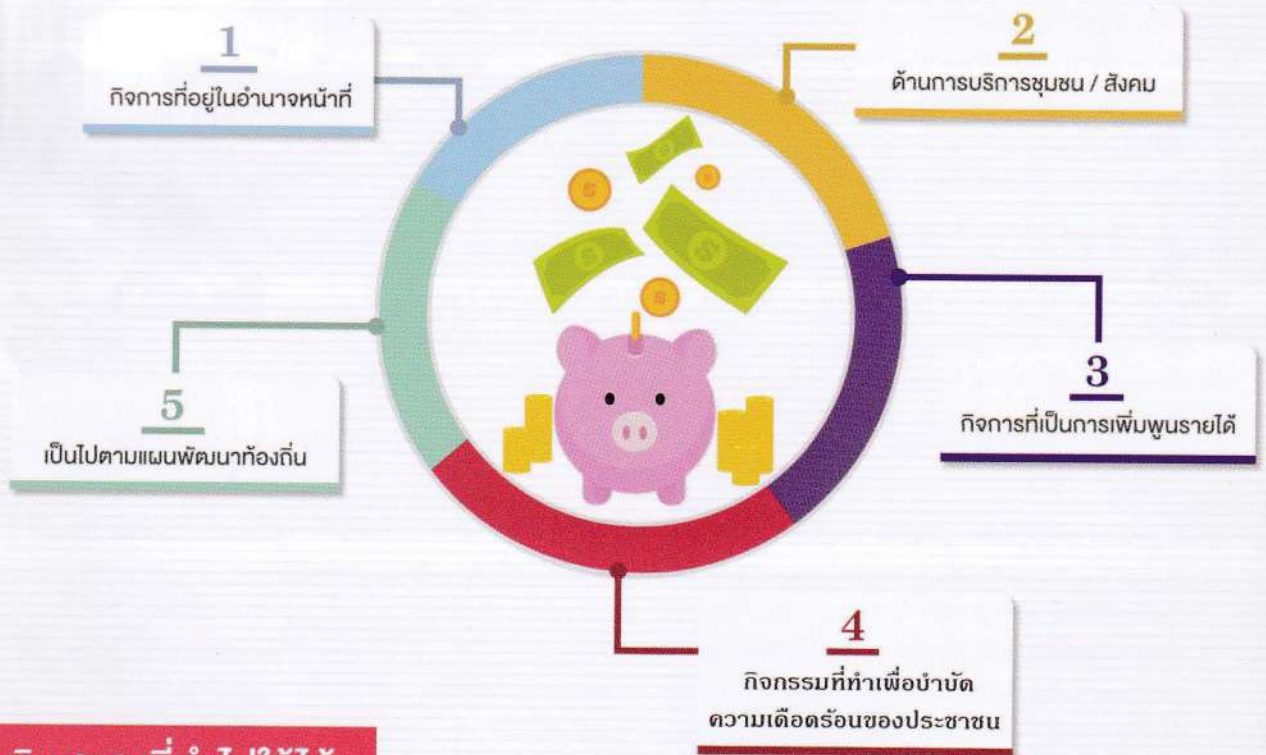 1
กิจการที่อยู่ในอำนาจหน้าที่
2
ด้านการบริการชุมชน / สังคม
3
กิจการที่เป็นการเพิ่มพูนรายได้
4
กิจกรรมที่ทำเพื่อบำบัด
ความเดือดร้อนของประชาชน
5
เป็นไปตามแผนพัฒนาท้องถิ่น